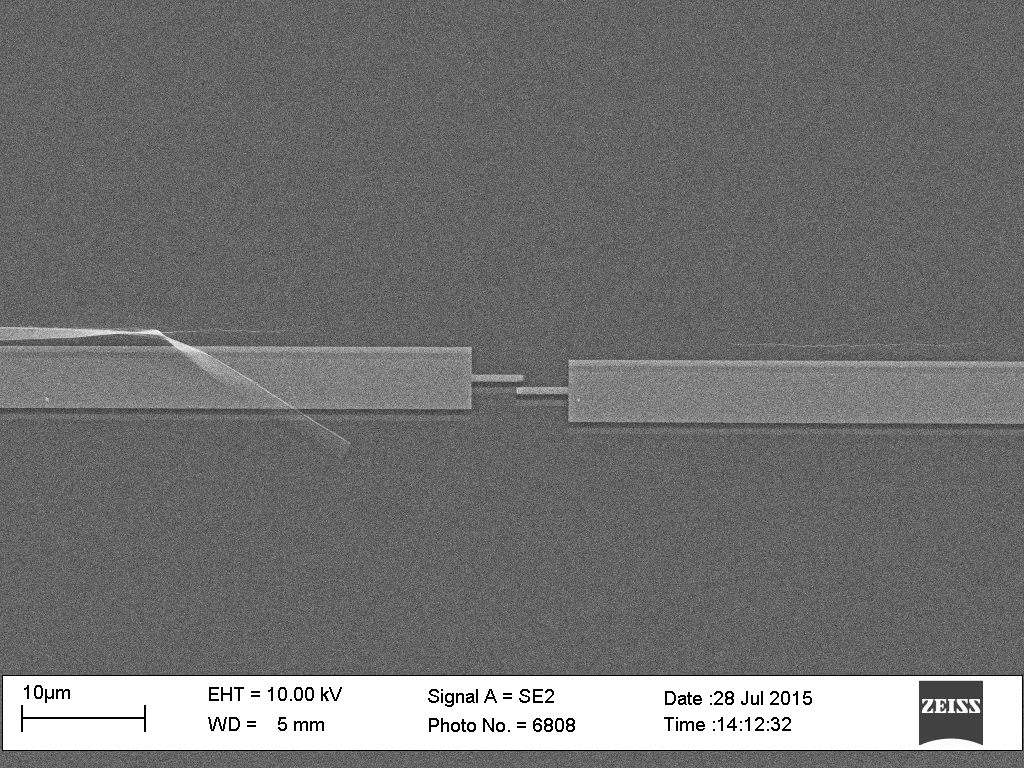 10µm
EHT = 10.00 kV
WD = 5 mm
Signal A = SE2
Photo No. = 6808
Date :28 Jul 2015
Time :14:12:32
ZEISS